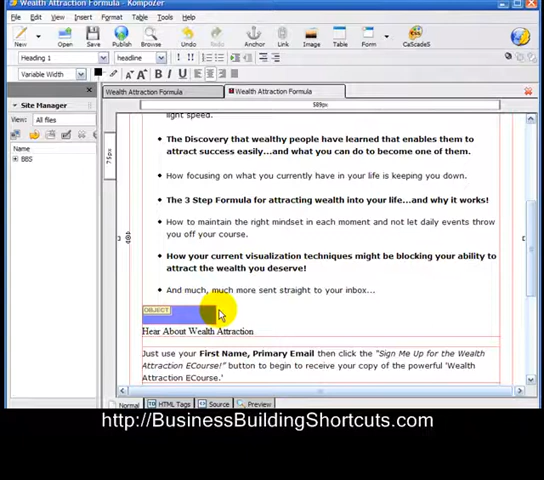 Wealth Attraction Formula - KompoZer
File Edit View Insert Format Table Tools Help
New Open Save Publish Browse Undo Redo Anchor Link Image Table Form CaScadeS
Heading 1 headline
Variable Width B I U
Site Manager
Wealth Attraction Formula Wealth Attraction Formula
589px
View: All files
Name
BBS
light speed.
The Discovery that wealthy people have learned that enables them to
attract success easily...and what you can do to become one of them.
How focusing on what you currently have in your life is keeping you down.
The 3 Step Formula for attracting wealth into your life...and why it works!
How to maintain the right mindset in each moment and not let daily events throw
you off your course.
How your current visualization techniques might be blocking your ability to
attract the wealth you deserve!
And much, much more sent straight to your inbox...
OBJECT
Hear About Wealth Attraction
Just use your First Name, Primary Email then click the "Sign Me Up for the Wealth
Attraction ECourse!" button to begin to receive your copy of the powerful 'Wealth
Attraction ECourse.'
Normal HTML Tags Source Preview
http://BusinessBuildingShortcuts.com